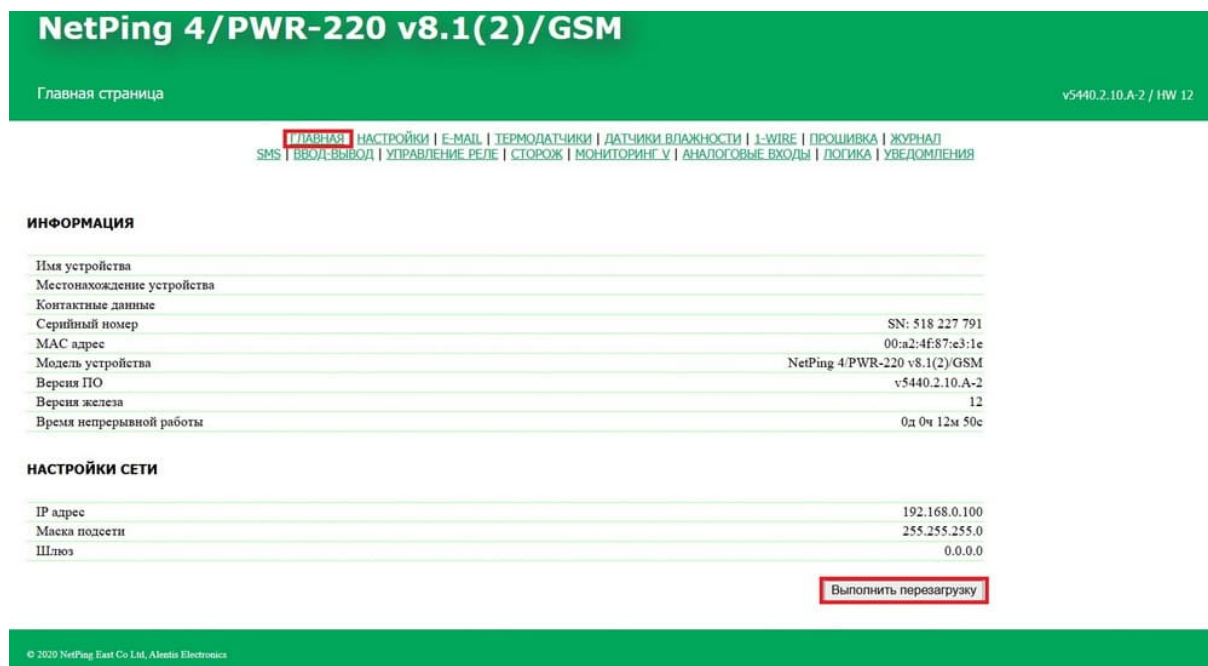 NetPing 4/PWR-220 v8.1(2)/GSM
Главная страница
v5440.2.10.A-2 / HW 12
ГЛАВНАЯ | НАСТРОЙКИ | E-MAIL | ТЕРМОДАТЧИКИ | ДАТЧИКИ ВЛАЖНОСТИ | 1-WIRE | ПРОШИВКА | ЖУРНАЛ
SMS | ВВОД-ВЫВОД | УПРАВЛЕНИЕ РЕЛЕ | СТОРОЖ | МОНИТОРИНГ V | АНАЛОГОВЫЕ ВХОДЫ | ЛОГИКА | УВЕДОМЛЕНИЯ
ИНФОРМАЦИЯ
Имя устройства
Местонахождение устройства
Контактные данные
Серийный номер SN: 518 227 791
MAC адрес 00:a2:4f:87:e3:1e
Модель устройства NetPing 4/PWR-220 v8.1(2)/GSM
Версия ПО v5440.2.10.A-2
Версия железа 12
Время непрерывной работы 0д 0ч 12м 50с
НАСТРОЙКИ СЕТИ
IP адрес 192.168.0.100
Маска подсети 255.255.255.0
Шлюз 0.0.0.0
Выполнить перезагрузку
© 2020 NetPing East Co Ltd, Alentis Electronics